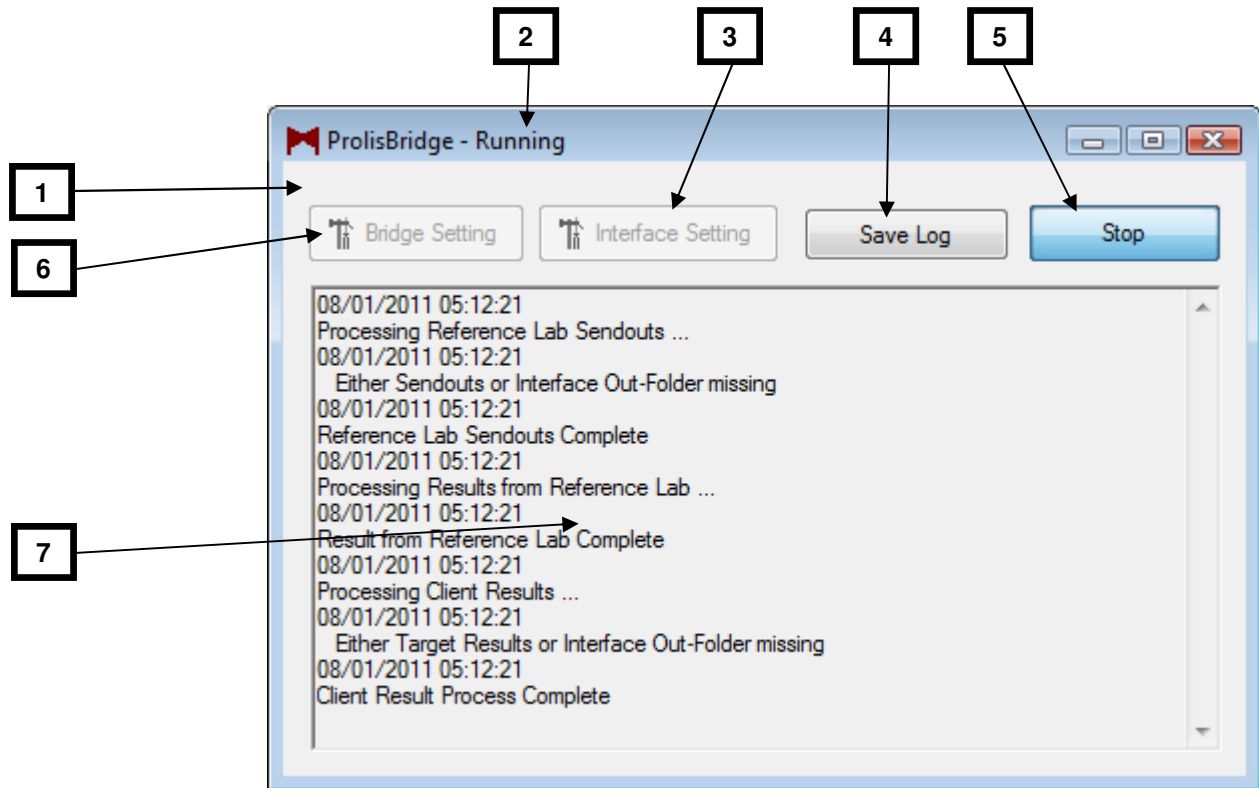 2 3 4 5
ProlisBridge - Running
1
Bridge Setting Interface Setting Save Log Stop
6
08/01/2011 05:12:21
Processing Reference Lab Sendouts ...
08/01/2011 05:12:21
Either Sendouts or Interface Out-Folder missing
08/01/2011 05:12:21
Reference Lab Sendouts Complete
08/01/2011 05:12:21
Processing Results from Reference Lab ...
08/01/2011 05:12:21
Result from Reference Lab Complete
7
08/01/2011 05:12:21
Processing Client Results ...
08/01/2011 05:12:21
Either Target Results or Interface Out-Folder missing
08/01/2011 05:12:21
Client Result Process Complete